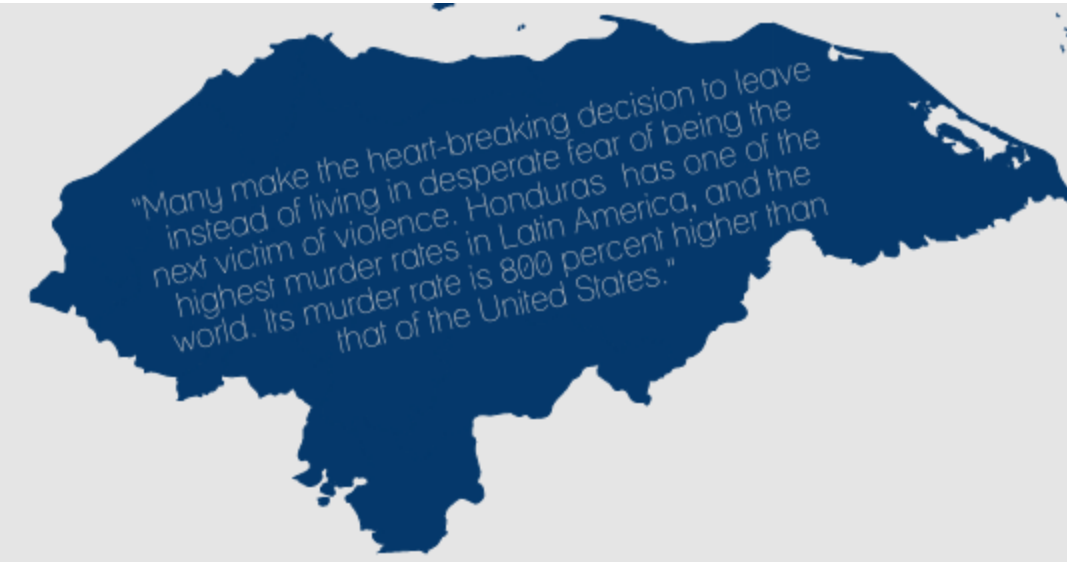 "Many make the heart-breaking decision to leave
instead of living in desperate fear of being the
next victim of violence. Honduras  has one of the
highest murder rates in Latin America, and the
world. Its murder rate is 800 percent higher than
that of the United States."